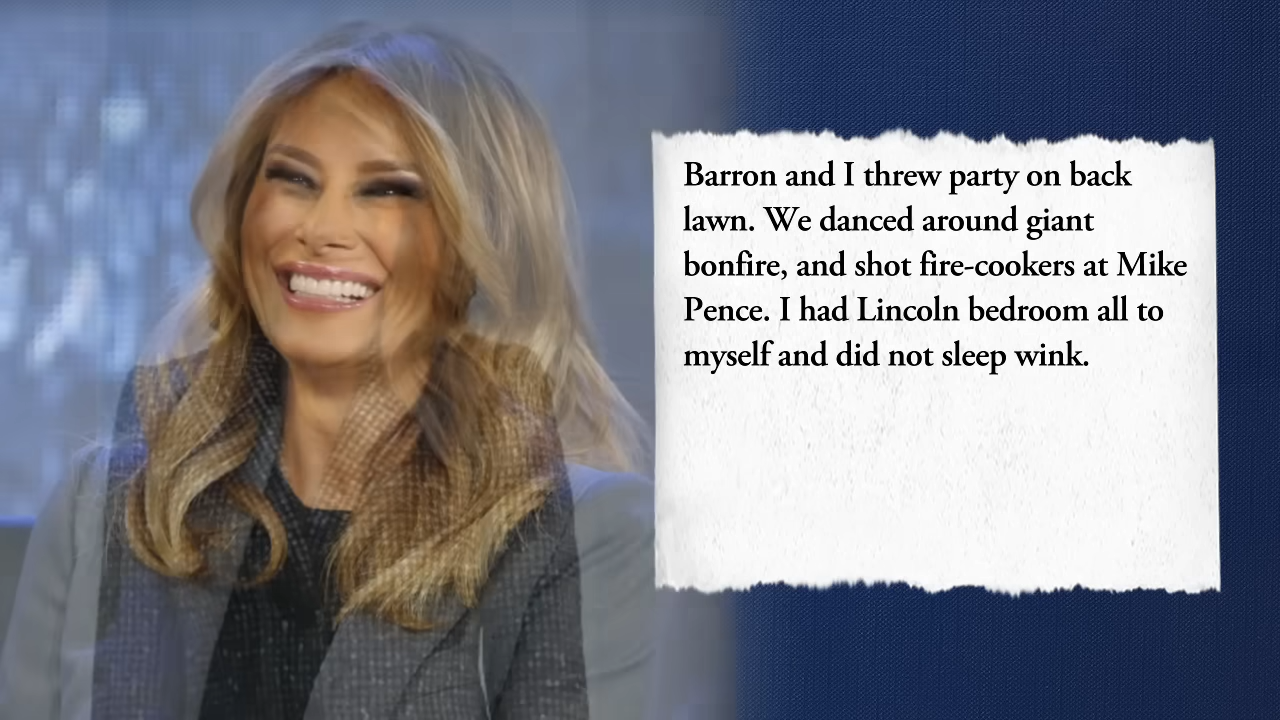 Barron and I threw party on back
lawn. We danced around giant
bonfire, and shot fire-cookers at Mike
Pence. I had Lincoln bedroom all to
myself and did not sleep wink.